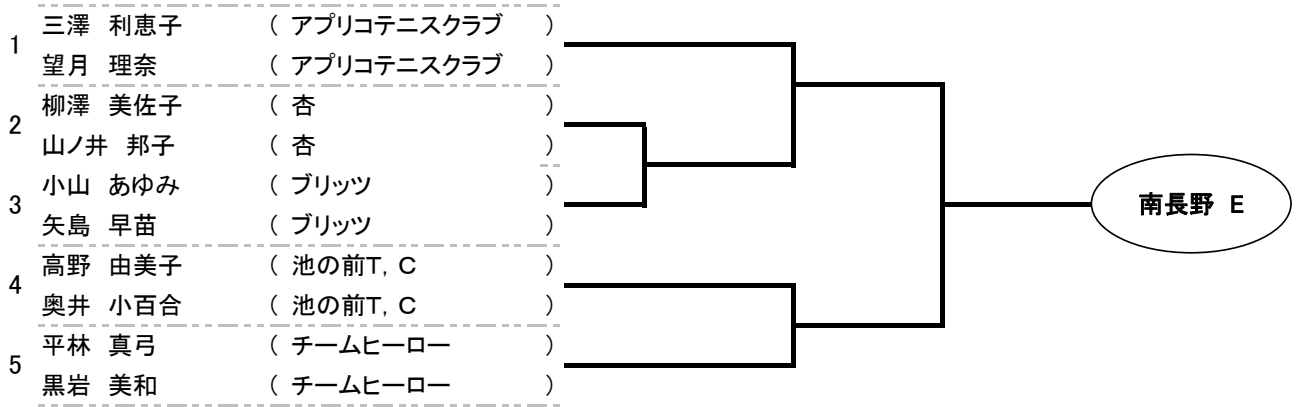 1
三澤 利恵子 ( アプリコテニスクラブ )
望月 理奈 ( アプリコテニスクラブ )
2
柳澤 美佐子 ( 杏 )
山ノ井 邦子 ( 杏 )
3
小山 あゆみ ( ブリッツ )
矢島 早苗 ( ブリッツ )
4
高野 由美子 ( 池の前T, C )
奥井 小百合 ( 池の前T, C )
5
平林 真弓 ( チームヒーロー )
黒岩 美和 ( チームヒーロー )
南長野 E